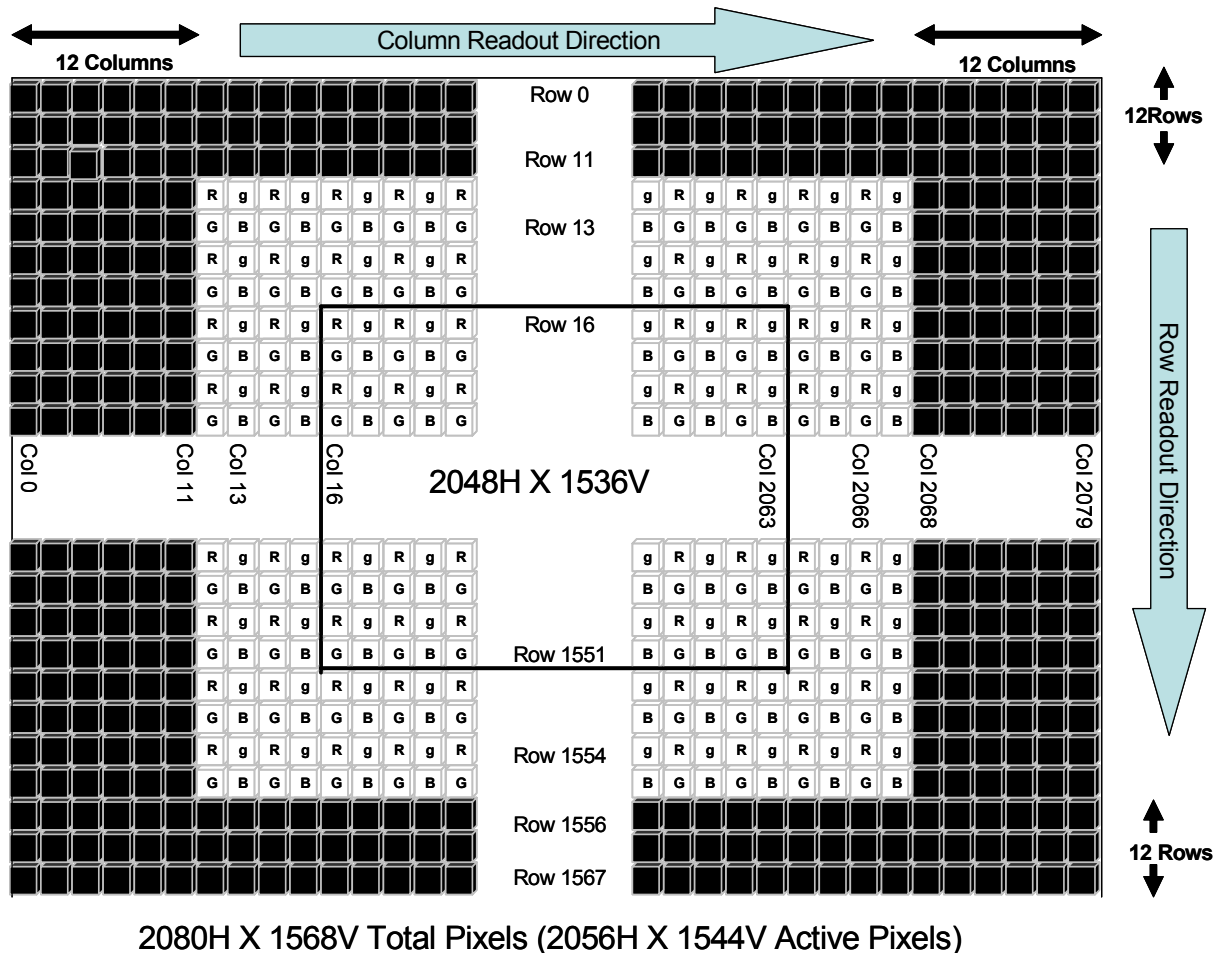 Column Readout Direction
12 Columns
12 Columns
Row 0
12Rows
Row 11
R g R g R g R g R g R g R g R g R g
G B G B G B G B G Row 13 B G B G B G B G B
R g R g R g R g R g R g R g R g R g
G B G B G B G B G B G B G B G B G B
R g R g R g R g R Row 16 g R g R g R g R g
G B G B G B G B G B G B G B G B G B
R g R g R g R g R g R g R g R g R g
G B G B G B G B G B G B G B G B G B
Row Readout Direction
Col 0
Col 11
Col 13
Col 16
2048H X 1536V
Col 2063
Col 2066
Col 2068
Col 2079
R g R g R g R g R g R g R g R g R g
G B G B G B G B G B G B G B G B G B
R g R g R g R g R g R g R g R g R g
G B G B G B G B G Row 1551 B G B G B G B G B
R g R g R g R g R g R g R g R g R g
G B G B G B G B G B G B G B G B G B
R g R g R g R g R Row 1554 g R g R g R g R g
G B G B G B G B G B G B G B G B G B
Row 1556
12 Rows
Row 1567
2080H X 1568V Total Pixels (2056H X 1544V Active Pixels)